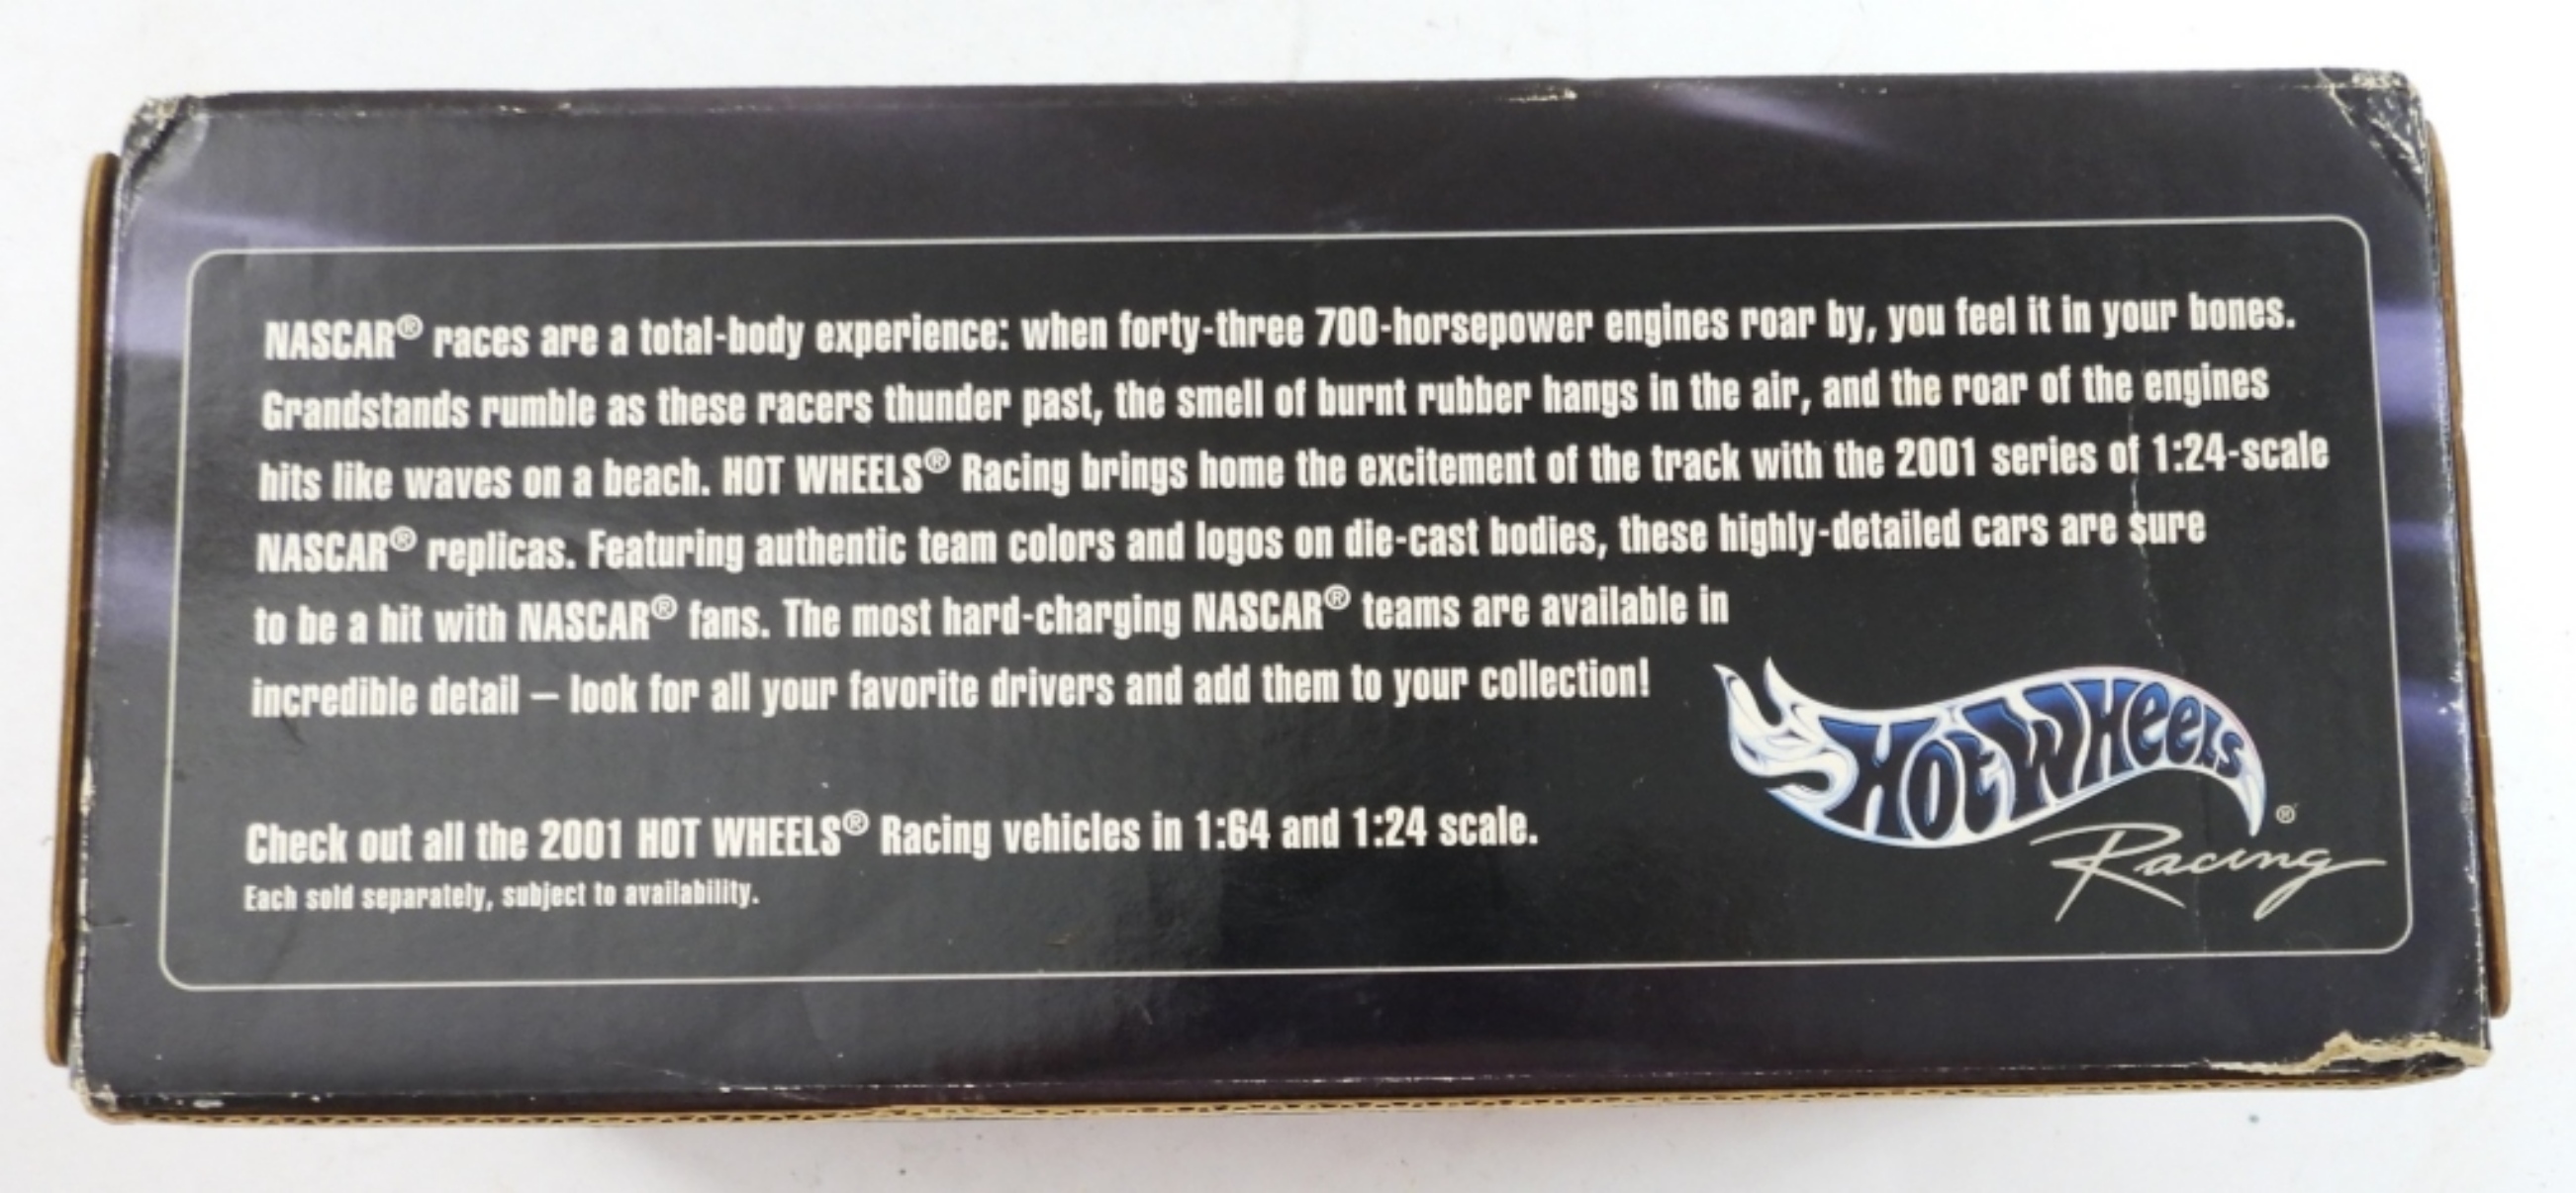 NASCAR® races are a total-body experience: when forty-three 700-horsepower engines roar by, you feel it in your bones.
Grandstands rumble as these racers thunder past, the smell of burnt rubber hangs in the air, and the roar of the engines
hits like waves on a beach. HOT WHEELS® Racing brings home the excitement of the track with the 2001 series of 1:24-scale
NASCAR® replicas. Featuring authentic team colors and logos on die-cast bodies, these highly-detailed cars are sure
to be a hit with NASCAR® fans. The most hard-charging NASCAR® teams are available in
incredible detail – look for all your favorite drivers and add them to your collection!
Check out all the 2001 HOT WHEELS® Racing vehicles in 1:64 and 1:24 scale.
Each sold separately, subject to availability.
Hot Wheels ®
Racing